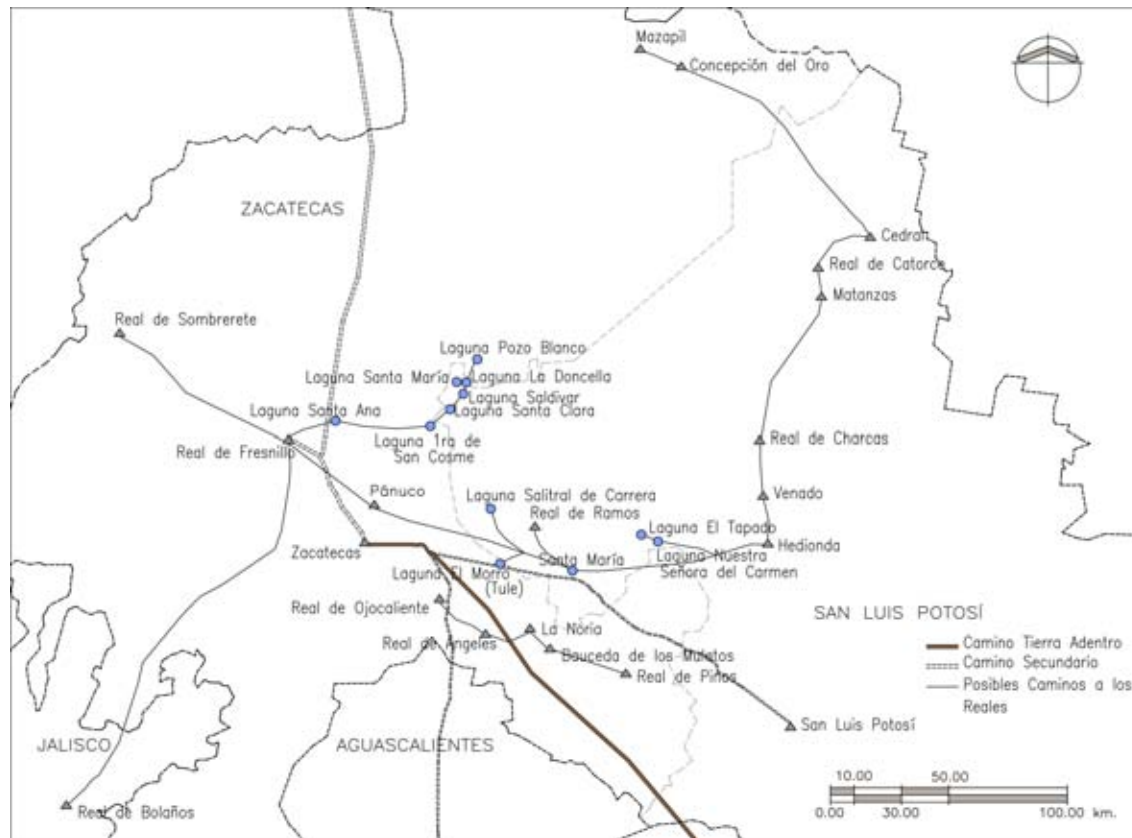 Mazapil
Concepción del Oro
ZACATECAS
Cedral
Real de Catorce
Matanzas
Real de Sombrerete
Laguna Pozo Blanco
Laguna Santa María
Laguna La Doncella
Laguna Saldivar
Laguna Santa Ana
Laguna Santa Clara
Laguna 1ra de
San Cosme
Real de Fresnillo
Real de Charcas
Pánuco
Laguna Salitral de Carrera
Real de Ramos
Venado
Laguna El Tapado
Zacatecas
Santa María
Hedionda
Laguna Nuestra
Señora del Carmen
Laguna El Morro
(Tule)
Real de Ojocaliente
La Noria
Real de Angeles
Bauceda de los Mulatos
Real de Pinos
SAN LUIS POTOSÍ
Camino Tierra Adentro
Camino Secundario
Posibles Caminos a los
Reales
San Luis Potosí
JALISCO
AGUASCALIENTES
Real de Bolaños
10.00 50.00
0.00 30.00 100.00 km.